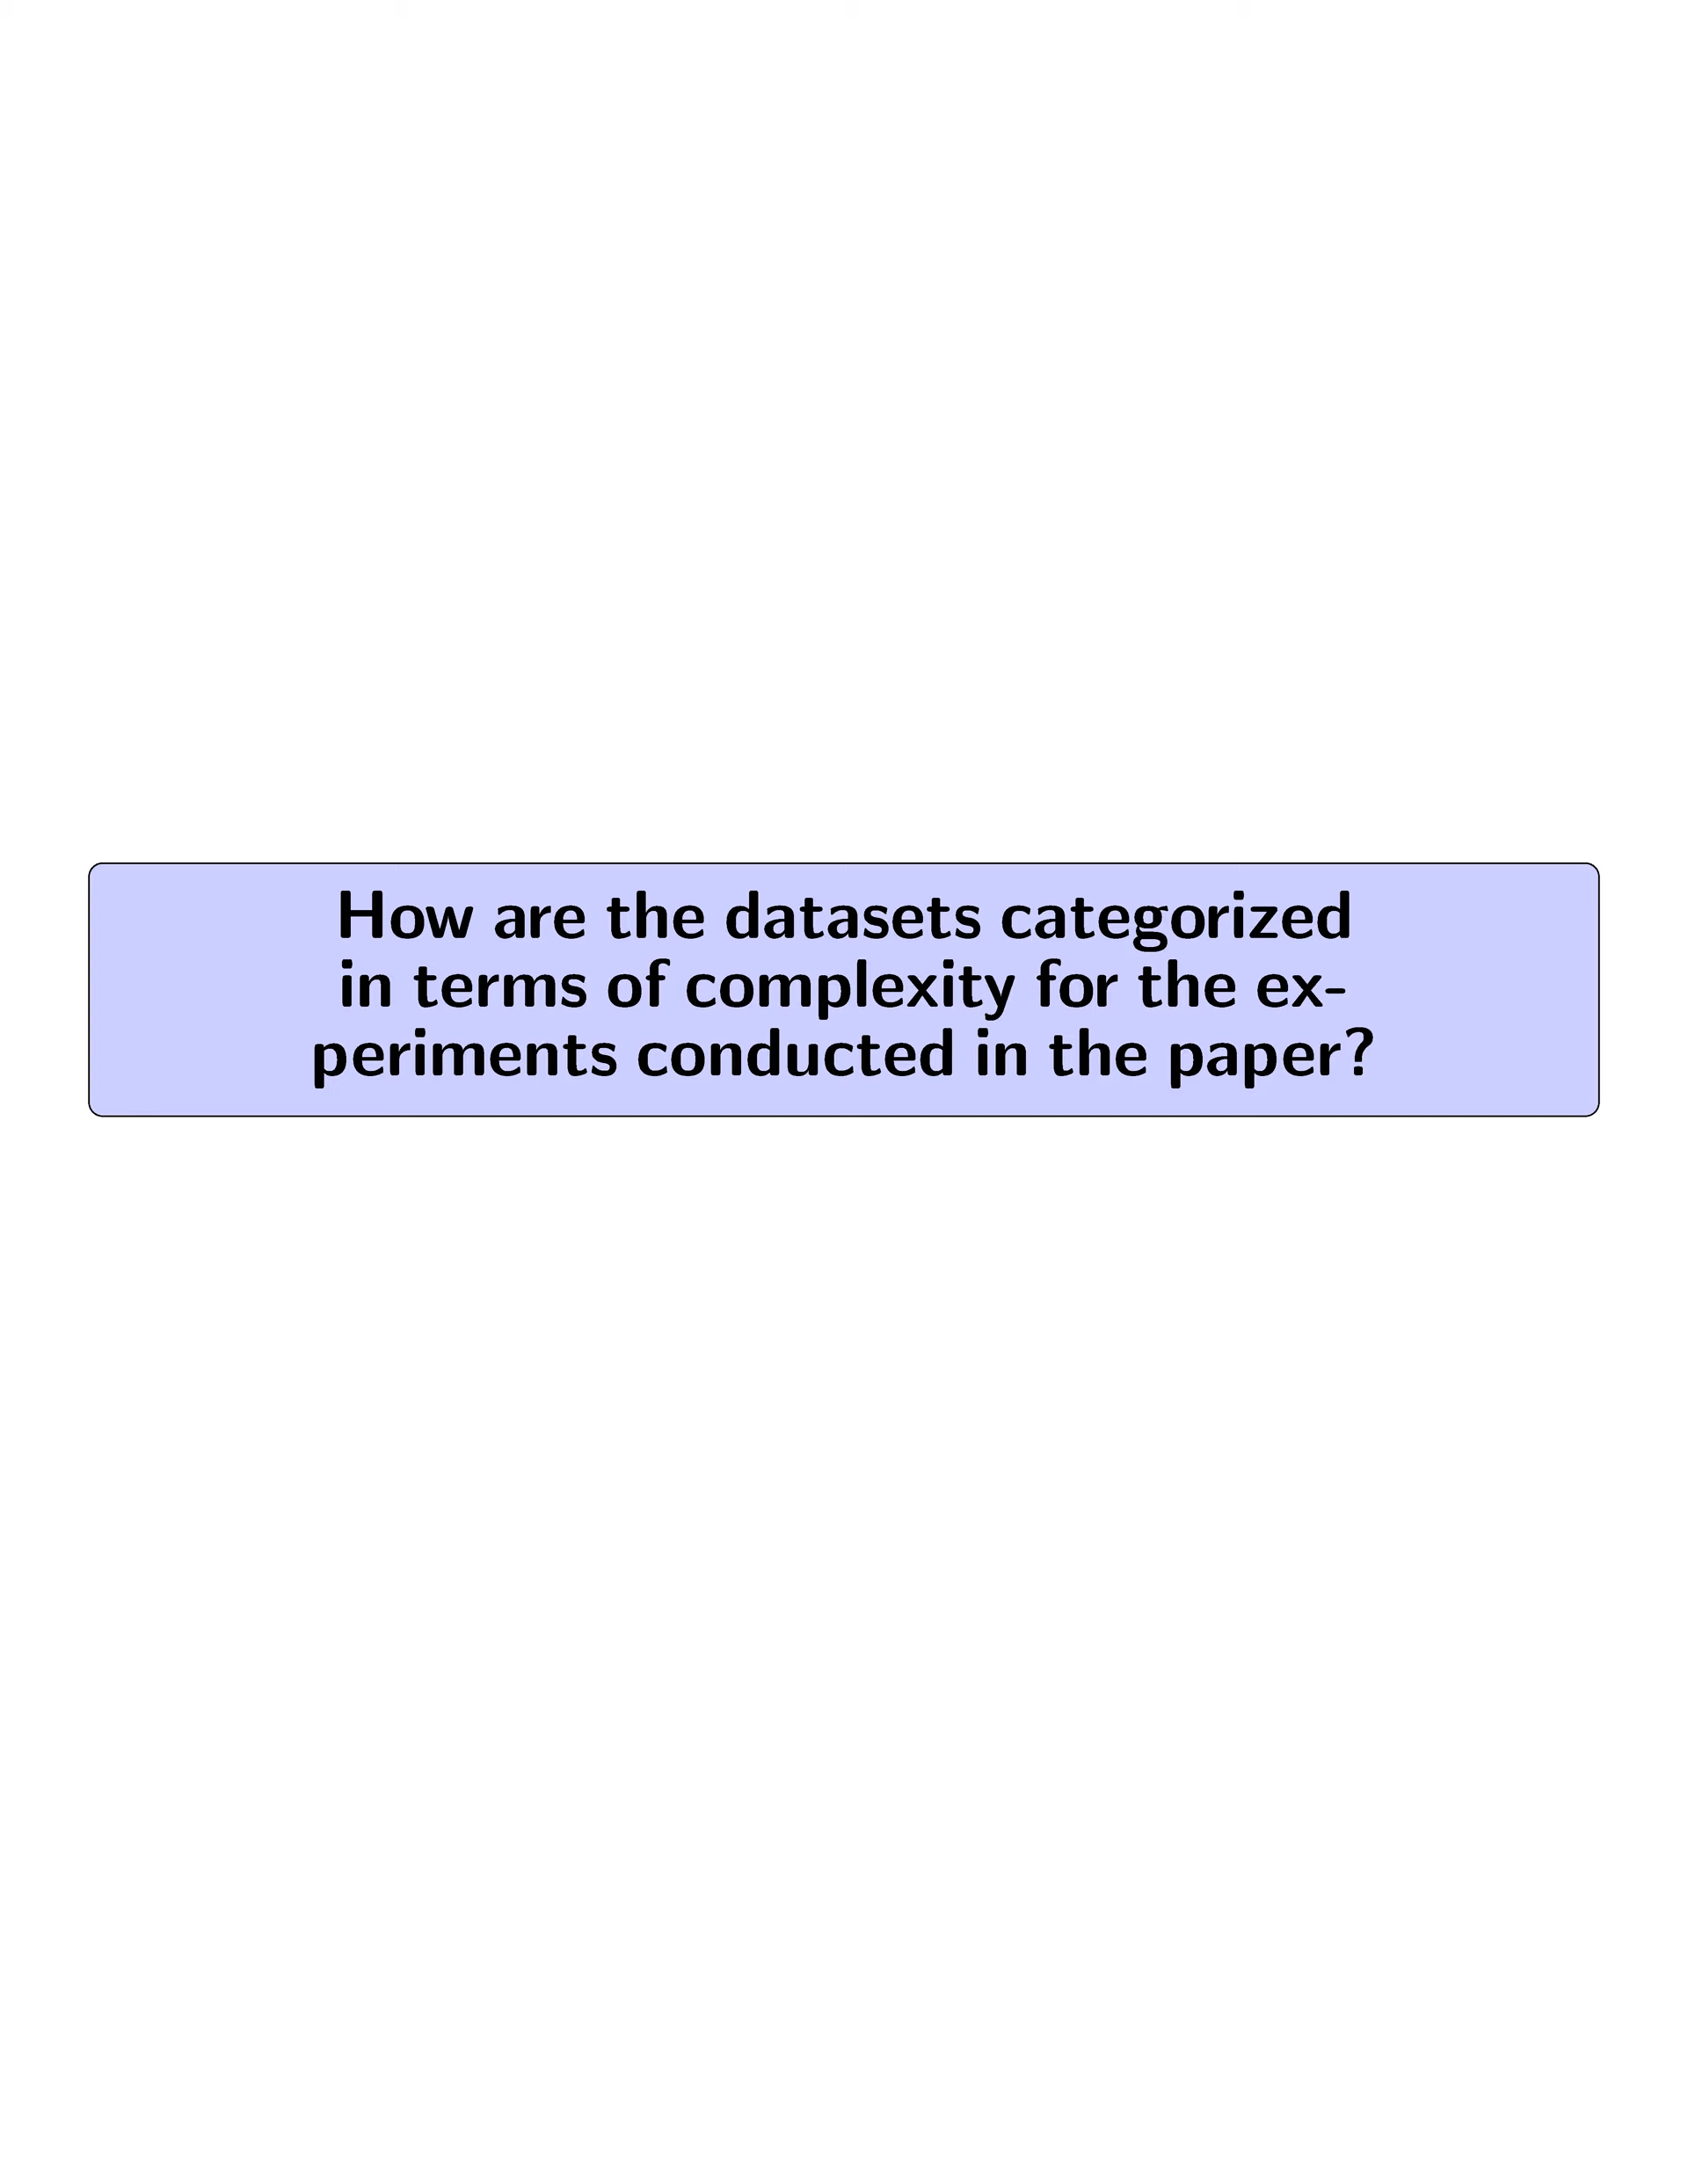 How are the datasets categorized
in terms of complexity for the ex-
periments conducted in the paper?